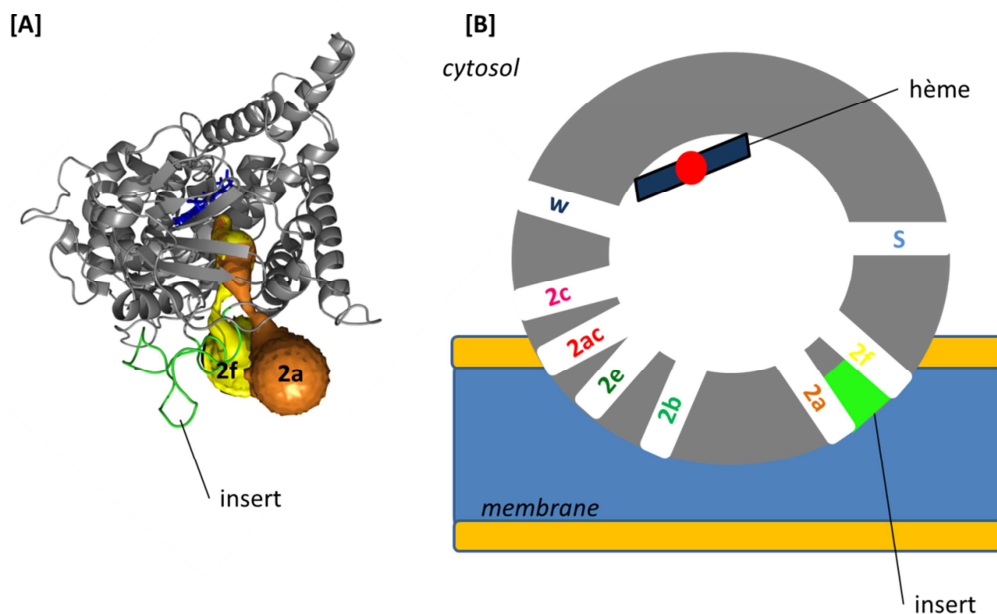 [A]
2f
2a
insert
[B]
cytosol
hème
w
S
2c
2ac
2e
2b
2a
2f
membrane
insert